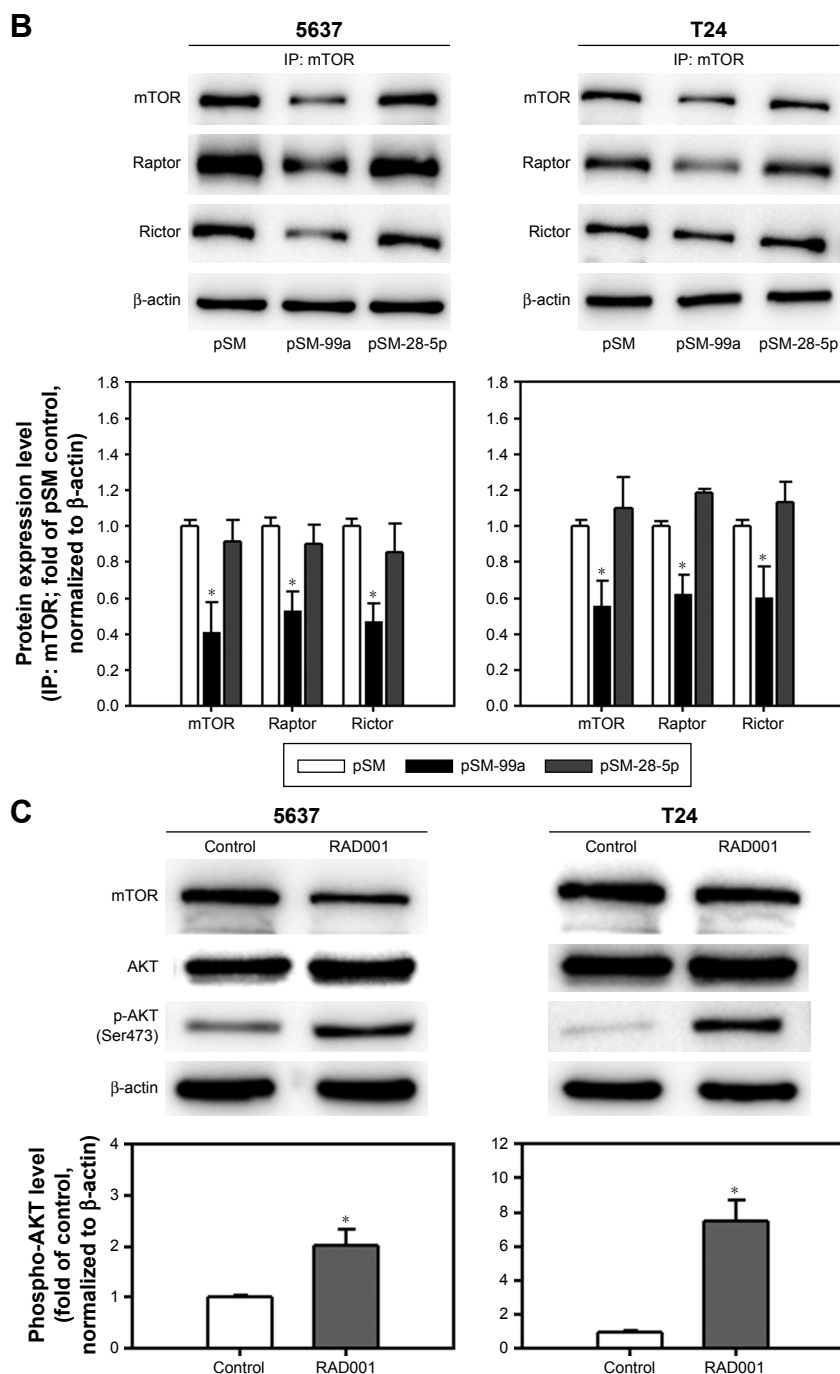 B
5637
T24
IP: mTOR
IP: mTOR
mTOR
Raptor
Rictor
β-actin
pSM pSM-99a pSM-28-5p
mTOR
Raptor
Rictor
β-actin
pSM pSM-99a pSM-28-5p
Protein expression level
(IP: mTOR; fold of pSM control,
normalized to β-actin)
1.8
1.6
1.4
1.2
1.0
0.8
0.6
0.4
0.2
0.0
* * *
mTOR Raptor Rictor
1.8
1.6
1.4
1.2
1.0
0.8
0.6
0.4
0.2
0.0
* * *
mTOR Raptor Rictor
pSM pSM-99a pSM-28-5p
C
5637
T24
Control RAD001
Control RAD001
mTOR
AKT
p-AKT
(Ser473)
β-actin
mTOR
AKT
p-AKT
(Ser473)
β-actin
Phospho-AKT level
(fold of control,
normalized to β-actin)
4
3
2
1
0
*
Control RAD001
12
10
8
6
4
2
0
*
Control RAD001